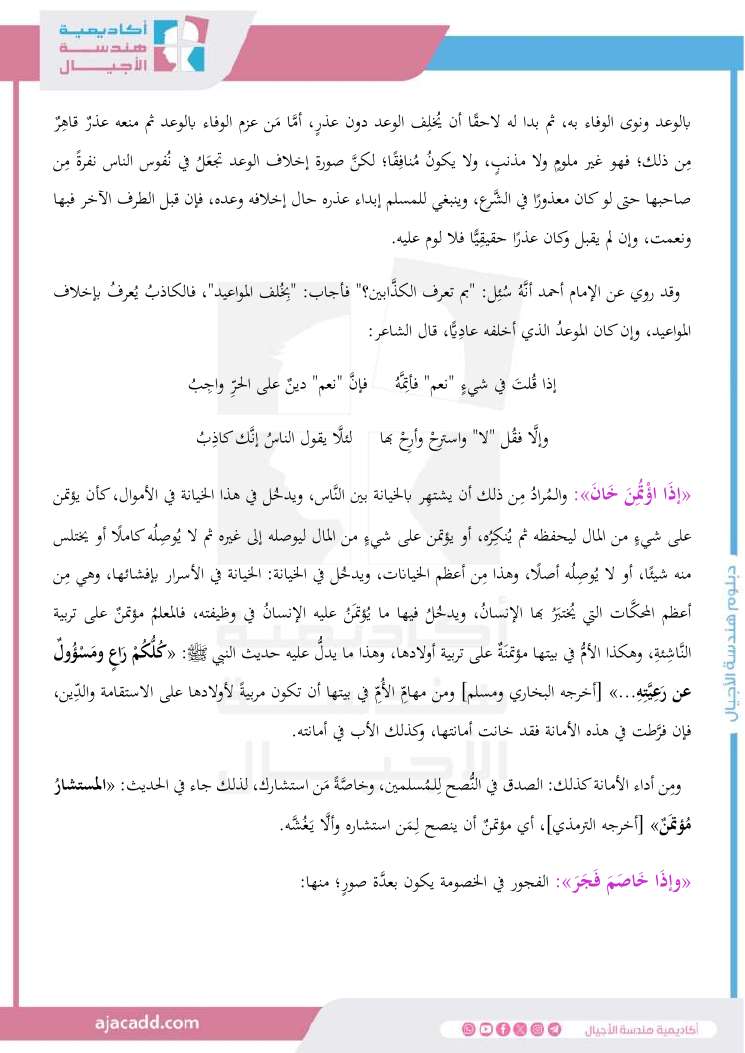 أكاديمية
هندسة
الأجيال
بالوعد ونوى الوفاء به، ثم بدا له لاحقًا أن يُخلِف الوعد دون عذرٍ، أمَّا مَن عزم الوفاء بالوعد ثم منعه عذرٌ قاهِرٌ
مِن ذلك؛ فهو غير ملومٍ ولا مذنبٍ، ولا يكونُ مُنافِقًا؛ لكنَّ صورة إخلاف الوعد تجعَلُ في نُفوس الناس نفرةً مِن
صاحبها حتى لو كان معذورًا في الشَّرع، وينبغي للمسلم إبداء عذره حال إخلافه وعده، فإن قبل الطرف الآخر فبها
ونعمت، وإن لم يقبل وكان عذرًا حقيقيًّا فلا لوم عليه.
وقد روي عن الإمام أحمد أنَّهُ سُئِل: "بم تعرف الكذَّابين؟" فأجاب: "بِخُلف المواعيد"، فالكاذبُ يُعرفُ بإخلاف
المواعيد، وإن كان الموعدُ الذي أخلفه عادِيًّا، قال الشاعر:
إذا قُلتَ في شيءٍ "نعم" فأتِمَّهُ فإنَّ "نعم" دينٌ على الحرِّ واجِبُ
وإلَّا فقُل "لا" واسترِحْ وأرِحْ بها لئلَّا يقول الناسُ إنَّك كاذِبُ
«إذَا اؤْتُمِنَ خَانَ»: والمُرادُ مِن ذلك أن يشتهِر بالخيانة بين النَّاس، ويدخُل في هذا الخيانة في الأموال، كأن يؤتمن
على شيءٍ من المال ليحفظه ثم يُنكِرُه، أو يؤتمن على شيءٍ من المال ليوصله إلى غيره ثم لا يُوصِلُه كاملًا أو يختلس
منه شيئًا، أو لا يُوصِلُه أصلًا، وهذا مِن أعظم الخيانات، ويدخُل في الخيانة: الخيانة في الأسرار بإفشائها، وهي مِن
أعظم المحكَّات التي يُختبَرُ بها الإنسانُ، ويدخُلُ فيها ما يُؤتمَنُ عليه الإنسانُ في وظيفته، فالمعلمُ مؤتمنٌ على تربية
النَّاشِئةِ، وهكذا الأمُّ في بيتها مؤتمنَةٌ على تربية أولادها، وهذا ما يدلُّ عليه حديث النبي ﷺ: «كُلُّكُمْ رَاعٍ ومَسْؤُولٌ
عن رَعِيَّتِهِ...» [أخرجه البخاري ومسلم] ومن مهامِّ الأُمِّ في بيتها أن تكون مربيةً لأولادها على الاستقامة والدِّين،
فإن فرَّطت في هذه الأمانة فقد خانت أمانتها، وكذلك الأب في أمانته.
ومِن أداء الأمانة كذلك: الصدق في النُّصح لِلمُسلمين، وخاصَّةً مَن استشارك، لذلك جاء في الحديث: «المستشارُ
مُؤتمَنٌ» [أخرجه الترمذي]، أي مؤتمنٌ أن ينصح لِمَن استشاره وألَّا يَغُشَّه.
«وإذَا خَاصَمَ فَجَرَ»: الفجور في الخصومة يكون بعدَّة صورٍ؛ منها:
دبلوم هندسة الأجيال
ajacadd.com
أكاديمية هندسة الأجيال